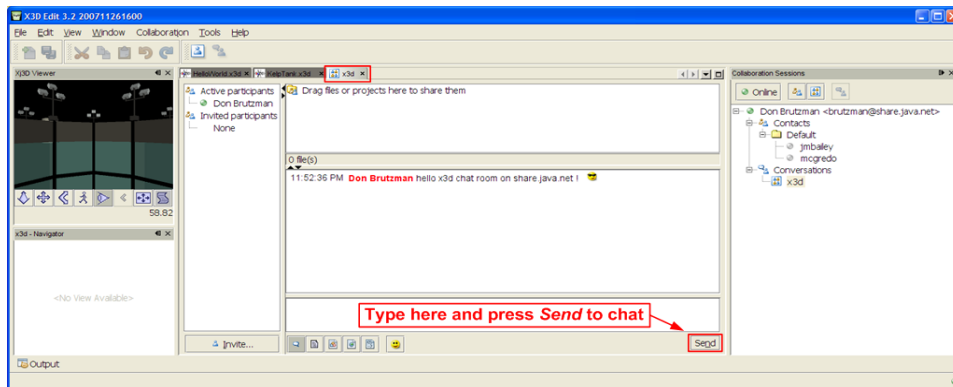 X3D Edit 3.2 200711261600
File Edit View Window Collaboration Tools Help
Xj3D Viewer
HelloWorld.x3d KelpTank.x3d x3d
Collaboration Sessions
Active participants
Don Brutzman
Invited participants
None
Drag files or projects here to share them
0 file(s)
11:52:36 PM Don Brutzman hello x3d chat room on share.java.net !
Online
Don Brutzman <brutzman@share.java.net>
Contacts
Default
jmbaley
mcgredo
Conversations
x3d
58.82
x3d - Navigator
<No View Available>
Type here and press Send to chat
Invite...
Send
Output